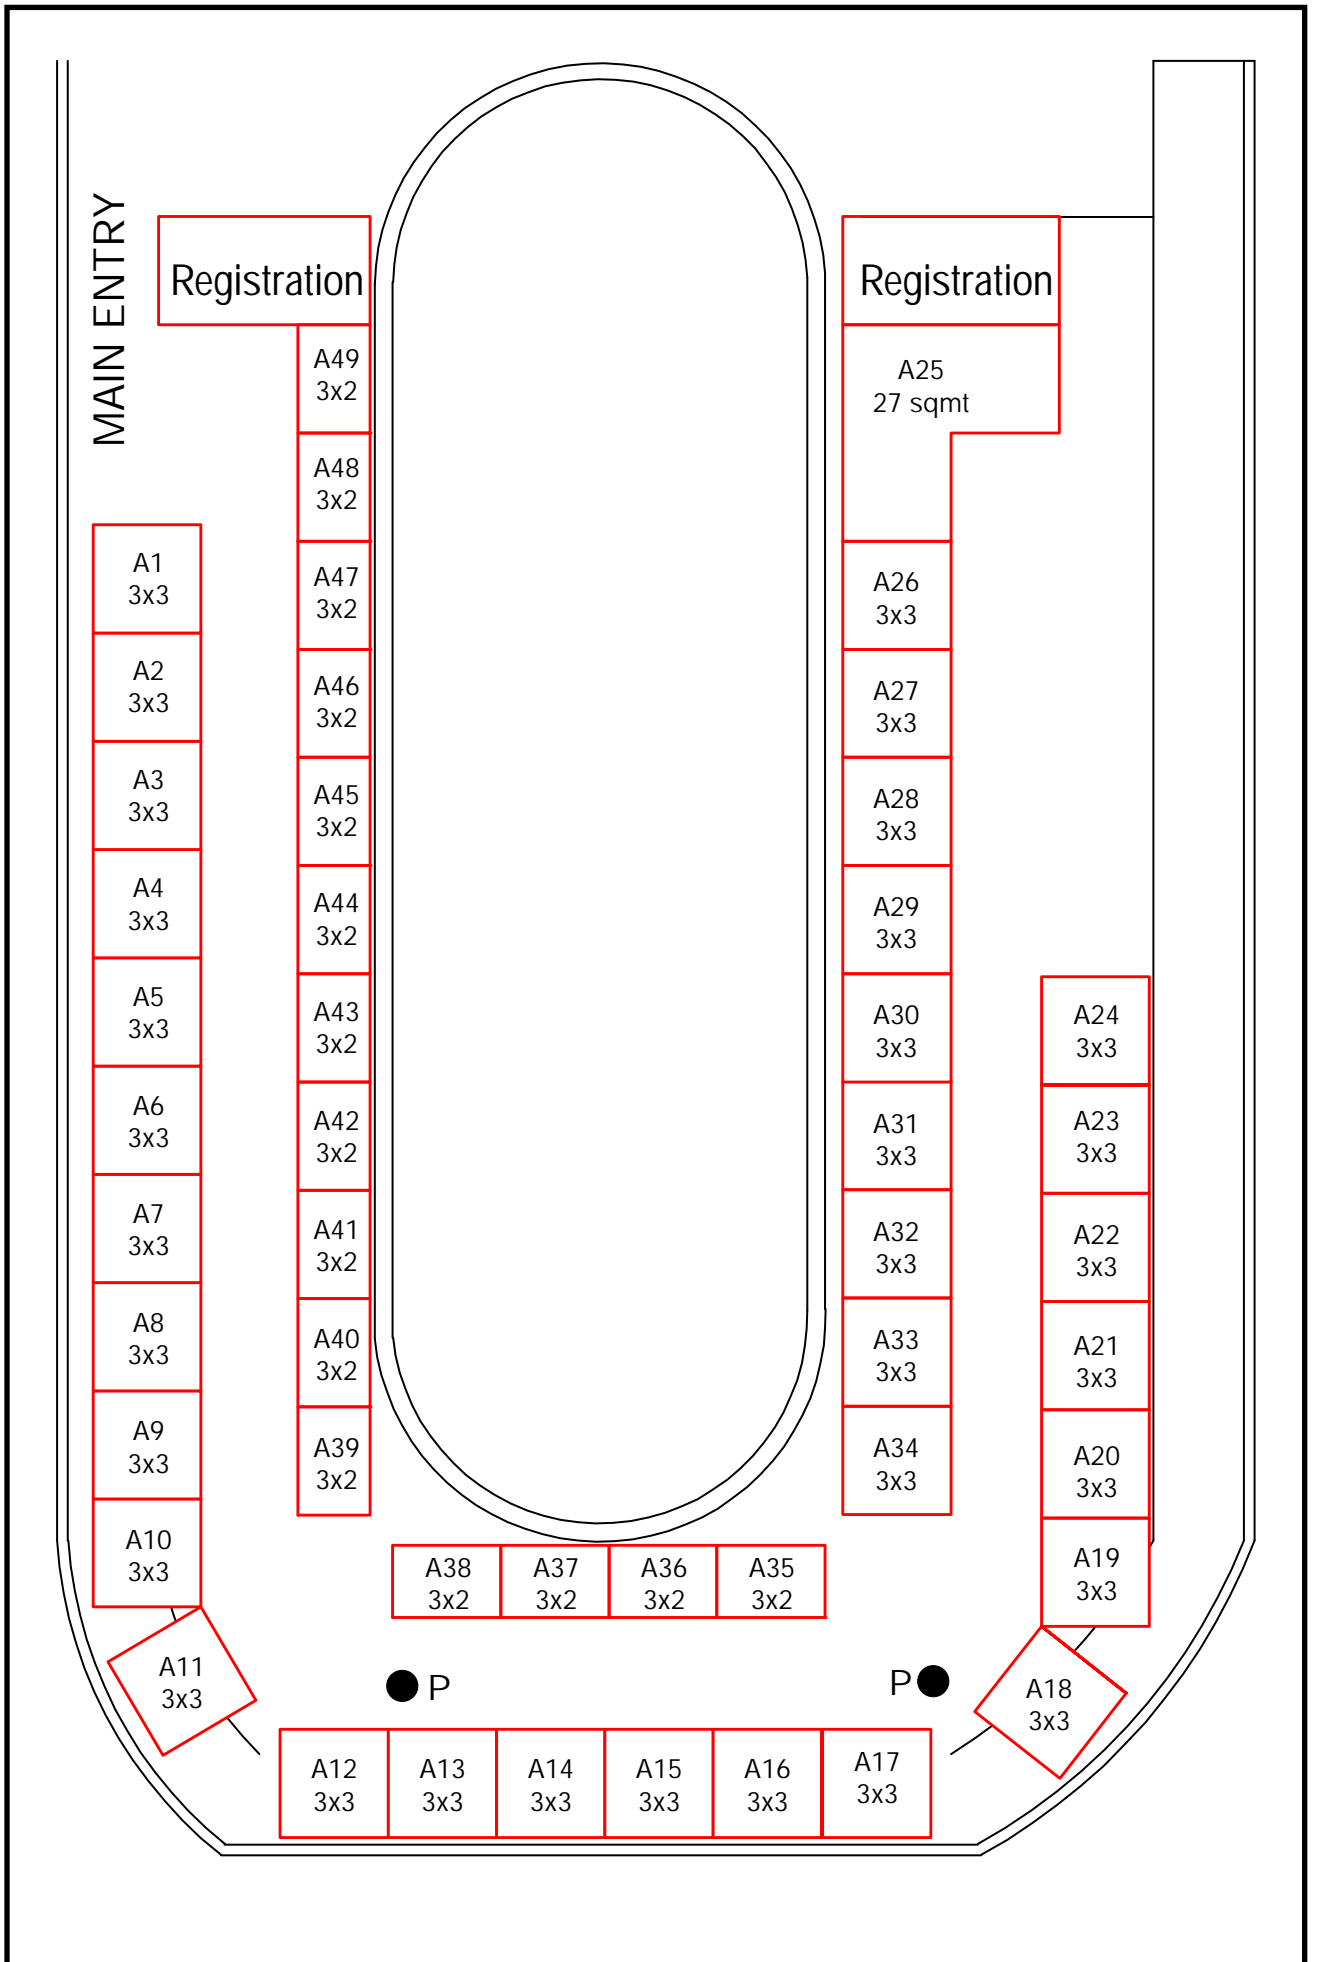 MAIN ENTRY
Registration
Registration
A49
3x2
A25
27 sqmt
A48
3x2
A1
3x3
A47
3x2
A26
3x3
A2
3x3
A46
3x2
A27
3x3
A3
3x3
A45
3x2
A28
3x3
A4
3x3
A44
3x2
A29
3x3
A5
3x3
A43
3x2
A30
3x3
A24
3x3
A6
3x3
A42
3x2
A31
3x3
A23
3x3
A7
3x3
A41
3x2
A32
3x3
A22
3x3
A8
3x3
A40
3x2
A33
3x3
A21
3x3
A9
3x3
A39
3x2
A34
3x3
A20
3x3
A10
3x3
A38
3x2
A37
3x2
A36
3x2
A35
3x2
A19
3x3
A11
3x3
P
P
A18
3x3
A12
3x3
A13
3x3
A14
3x3
A15
3x3
A16
3x3
A17
3x3